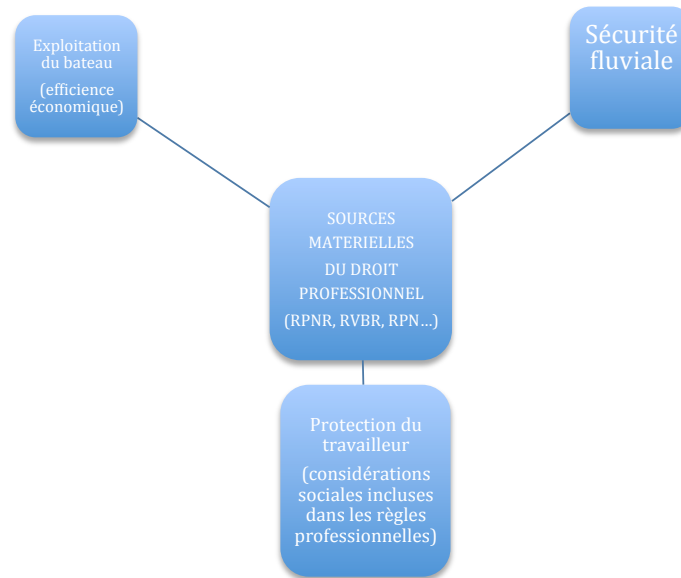 Exploitation
du bateau
(efficience
économique)
Sécurité
fluviale
SOURCES
MATERIELLES
DU DROIT
PROFESSIONNEL
(RPNR, RVBR, RPN...)
Protection du
travailleur
(considérations
sociales incluses
dans les règles
professionnelles)